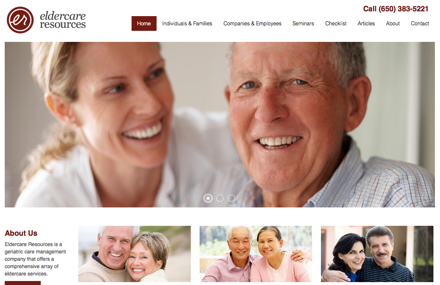 Call (650) 383-5221
er eldercare
resources
Home Individuals & Families Companies & Employees Seminars Checklist Articles About Contact
About Us
Eldercare Resources is a
geriatric care management
company that offers a
comprehensive array of
eldercare services.